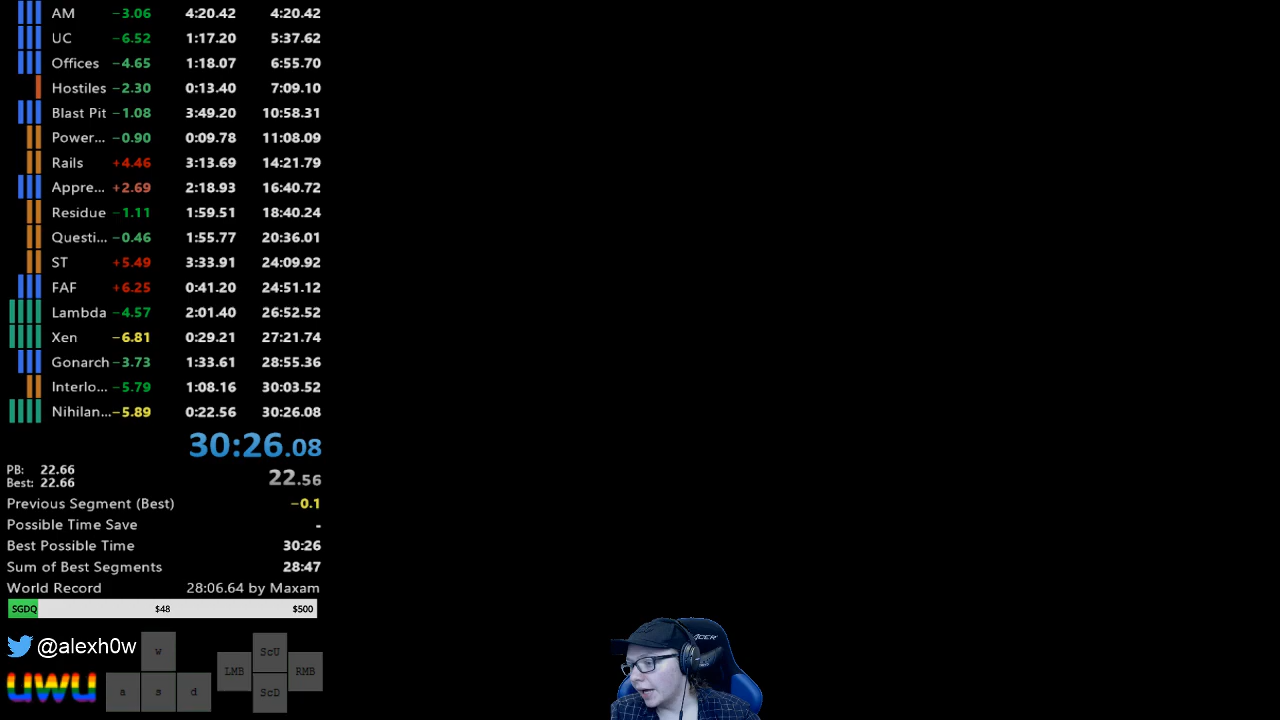 AM −3.06 4:20.42 4:20.42
UC −6.52 1:17.20 5:37.62
Offices −4.65 1:18.07 6:55.70
Hostiles −2.30 0:13.40 7:09.10
Blast Pit −1.08 3:49.20 10:58.31
Power... −0.90 0:09.78 11:08.09
Rails +4.46 3:13.69 14:21.79
Appre... +2.69 2:18.93 16:40.72
Residue −1.11 1:59.51 18:40.24
Questi... −0.46 1:55.77 20:36.01
ST +5.49 3:33.91 24:09.92
FAF +6.25 0:41.20 24:51.12
Lambda −4.57 2:01.40 26:52.52
Xen −6.81 0:29.21 27:21.74
Gonarch −3.73 1:33.61 28:55.36
Interlo... −5.79 1:08.16 30:03.52
Nihilan... −5.89 0:22.56 30:26.08
30:26.08
PB: 22.66
Best: 22.66
22.56
Previous Segment (Best) −0.1
Possible Time Save -
Best Possible Time 30:26
Sum of Best Segments 28:47
World Record 28:06.64 by Maxam
SGDQ $48 $500
@alexh0w
uwu
w
a s d
LMB
ScU
ScD
RMB
acer